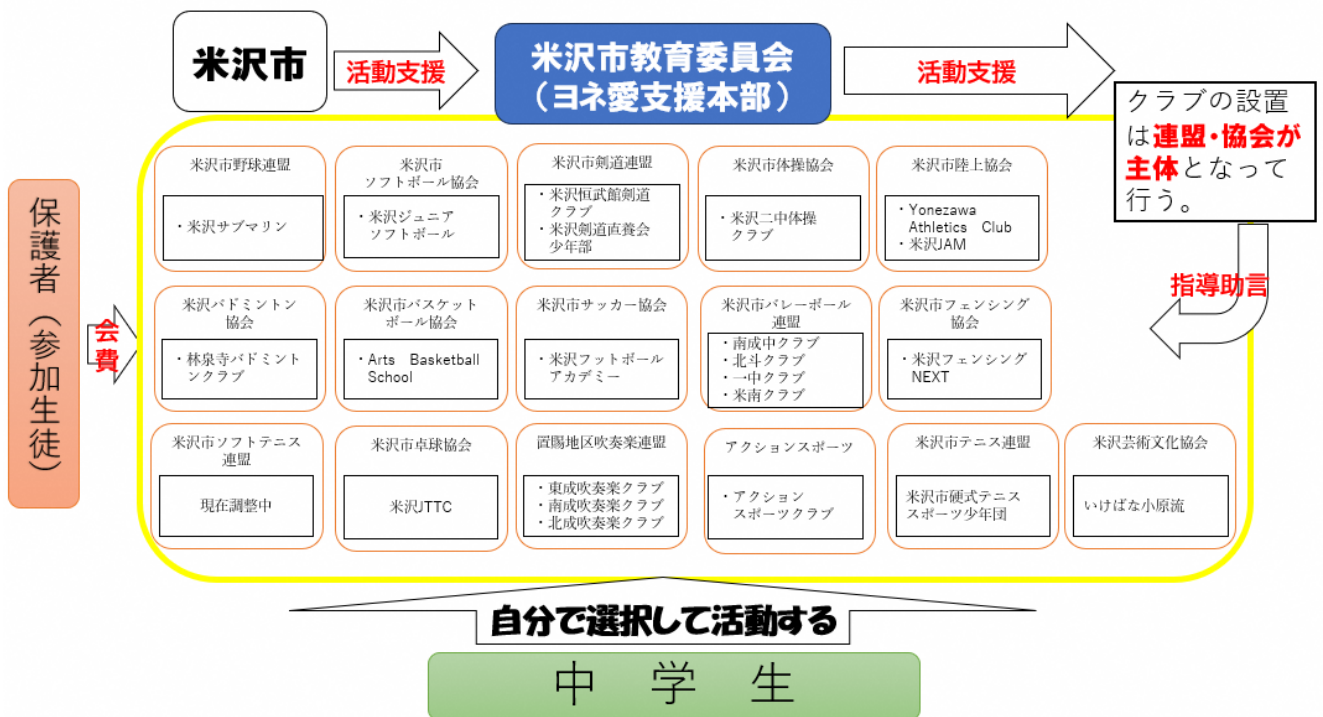 米沢市
活動支援
米沢市教育委員会
（ヨネ愛支援本部）
活動支援
クラブの設置
は連盟・協会が
主体となって
行う。
指導助言
保護者（参加生徒）
会費
米沢市野球連盟
・米沢サブマリン
米沢市
ソフトボール協会
・米沢ジュニア
ソフトボール
米沢市剣道連盟
・米沢恒武館剣道
クラブ
・米沢剣道直養会
少年部
米沢市体操協会
・米沢二中体操
クラブ
米沢市陸上協会
・Yonezawa
Athletics Club
・米沢JAM
米沢バドミントン
協会
・林泉寺バドミント
ンクラブ
米沢市バスケット
ボール協会
・Arts Basketball
School
米沢市サッカー協会
・米沢フットボール
アカデミー
米沢市バレーボール
連盟
・南成中クラブ
・北斗クラブ
・一中クラブ
・米南クラブ
米沢市フェンシング
協会
・米沢フェンシング
NEXT
米沢市ソフトテニス
連盟
現在調整中
米沢市卓球協会
米沢JTTC
置賜地区吹奏楽連盟
・東成吹奏楽クラブ
・南成吹奏楽クラブ
・北成吹奏楽クラブ
アクションスポーツ
・アクション
スポーツクラブ
米沢市テニス連盟
米沢市硬式テニス
スポーツ少年団
米沢芸術文化協会
いけばな小原流
自分で選択して活動する
中学生